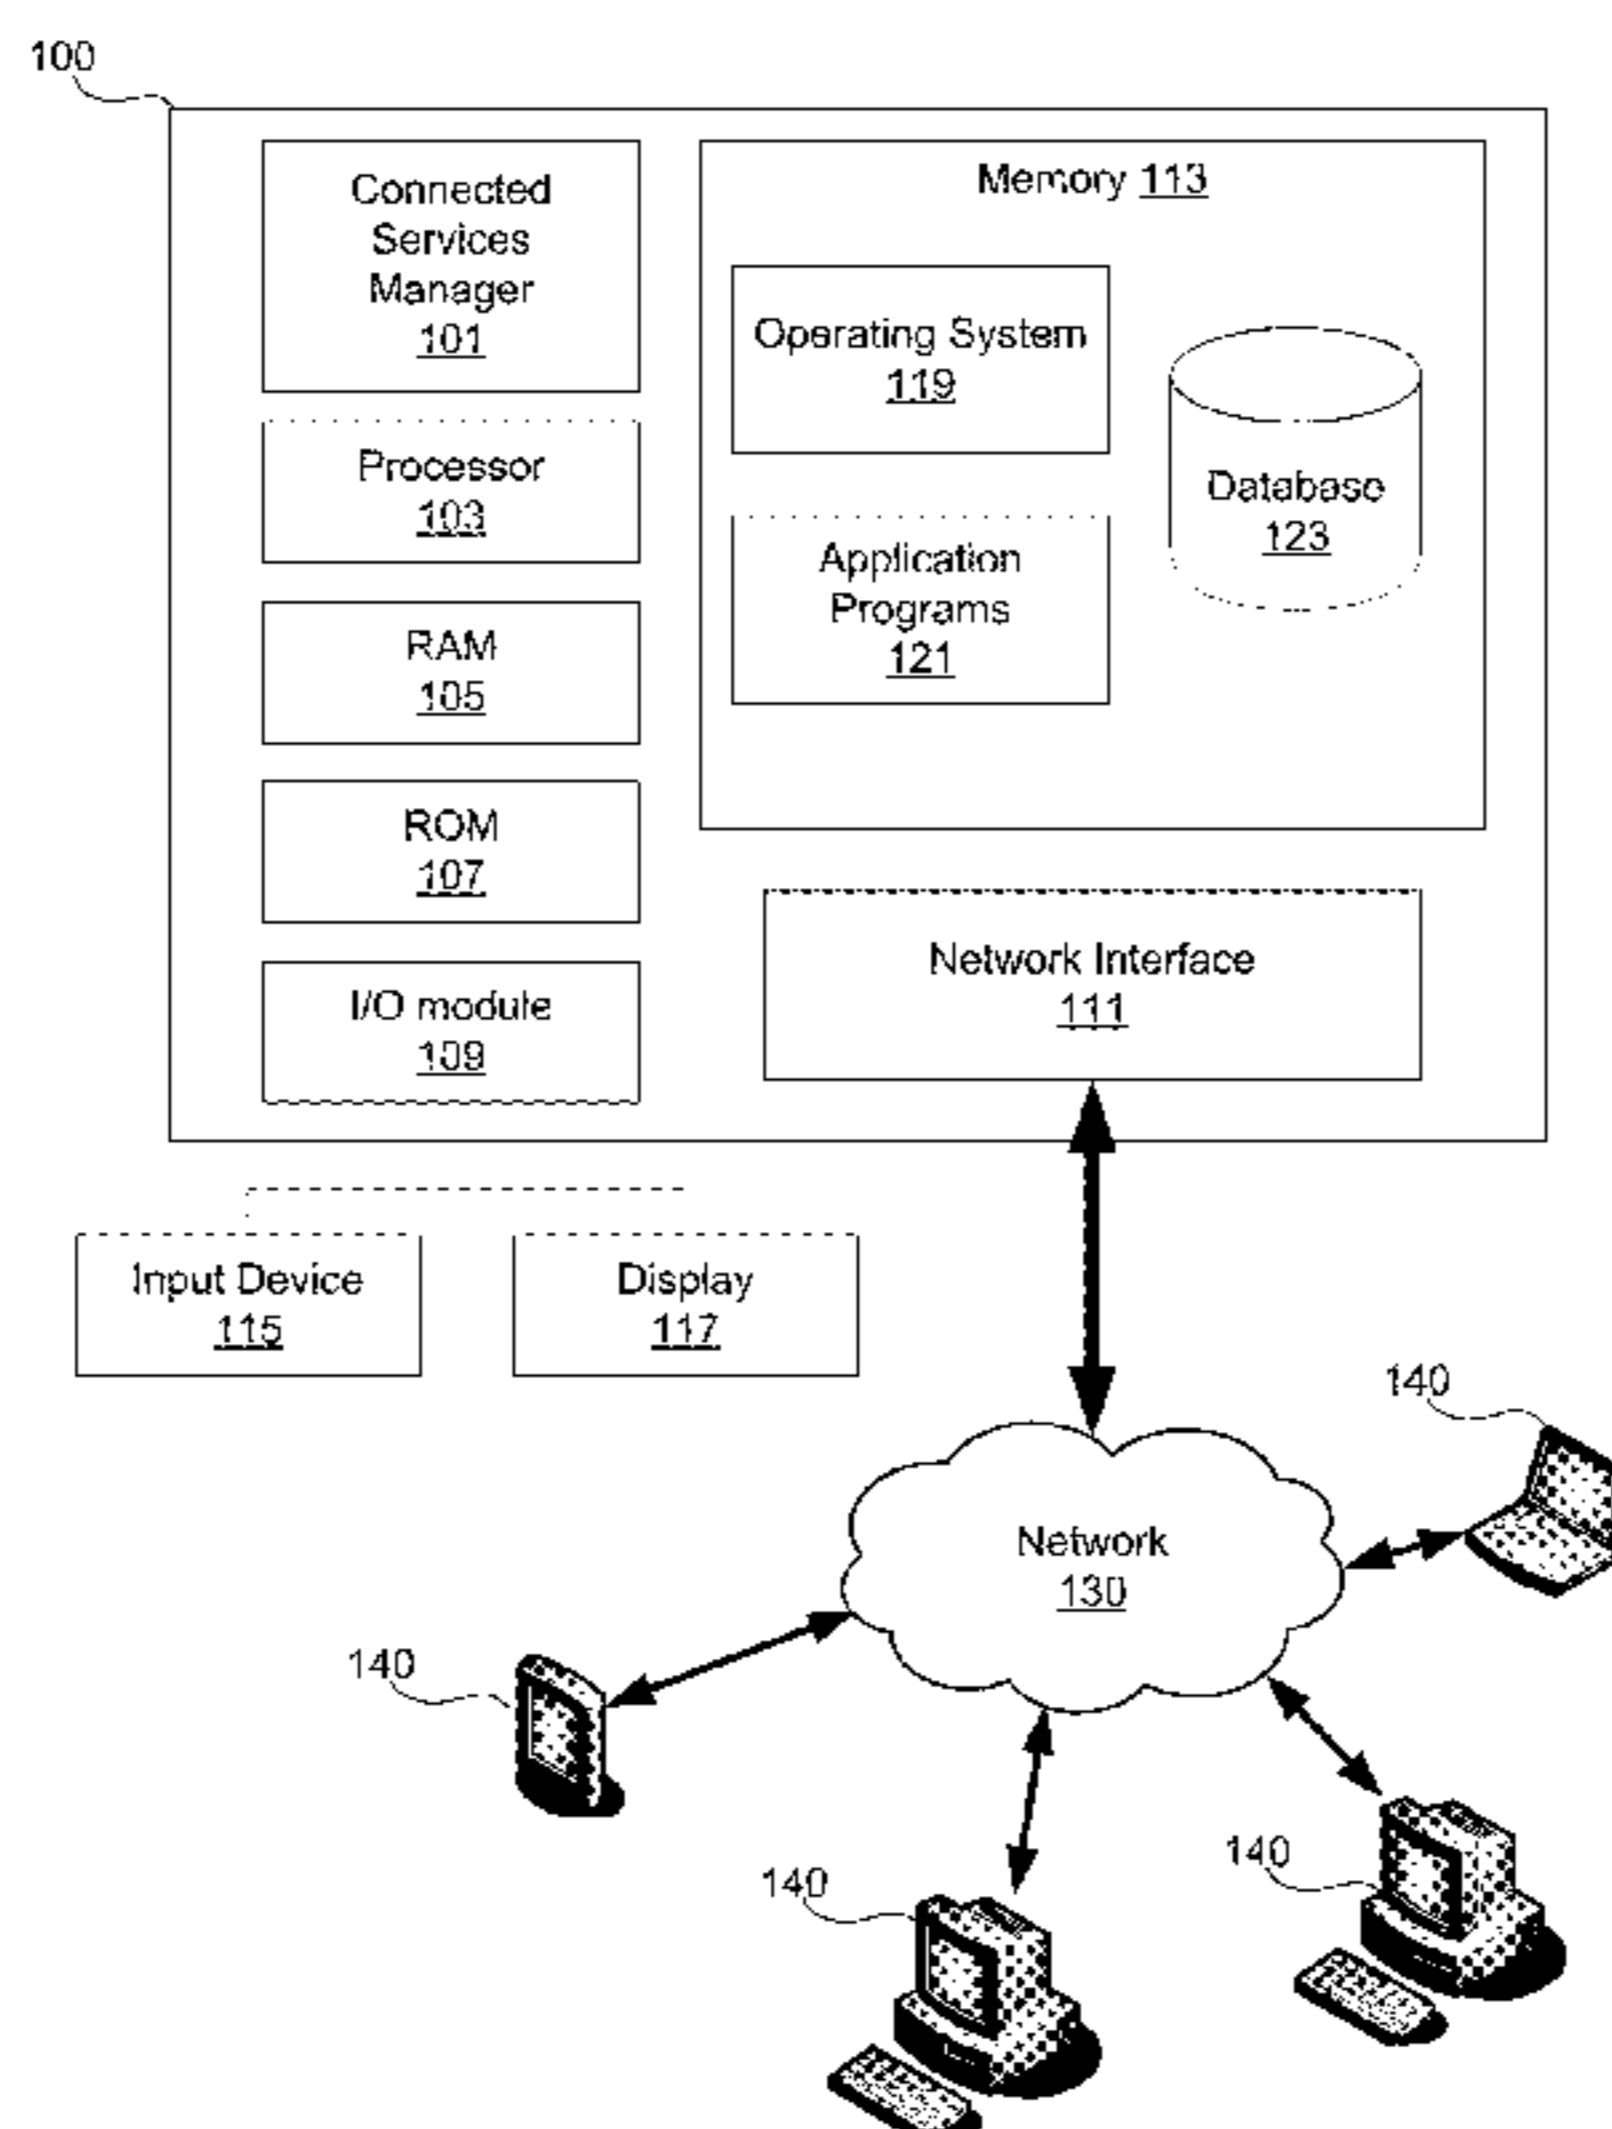 100
Connected
Services
Manager
101
Processor
103
RAM
105
ROM
107
I/O module
109
Memory 113
Operating System
119
Application
Programs
121
Database
123
Network Interface
111
Input Device
115
Display
117
140
Network
130
140
140
140